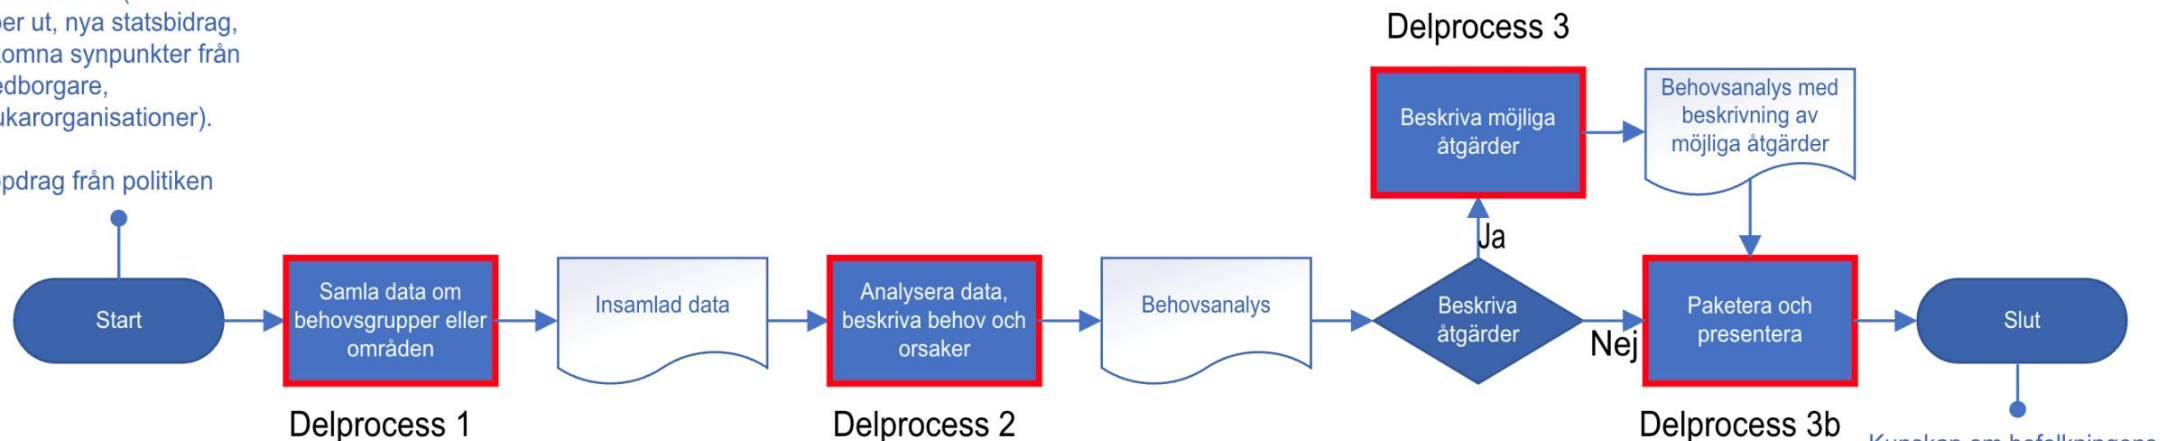 er ut, nya statsbidrag,
komna synpunkter från
edborgare,
ukarorganisationer).
pdrag från politiken
Start
Samla data om
behovsgrupper eller
områden
Delprocess 1
Insamlad data
Analysera data,
beskriva behov och
orsaker
Delprocess 2
Behovsanalys
Beskriva
åtgärder
Ja
Nej
Delprocess 3
Beskriva möjliga
åtgärder
Behovsanalys med
beskrivning av
möjliga åtgärder
Paketera och
presentera
Delprocess 3b
Slut